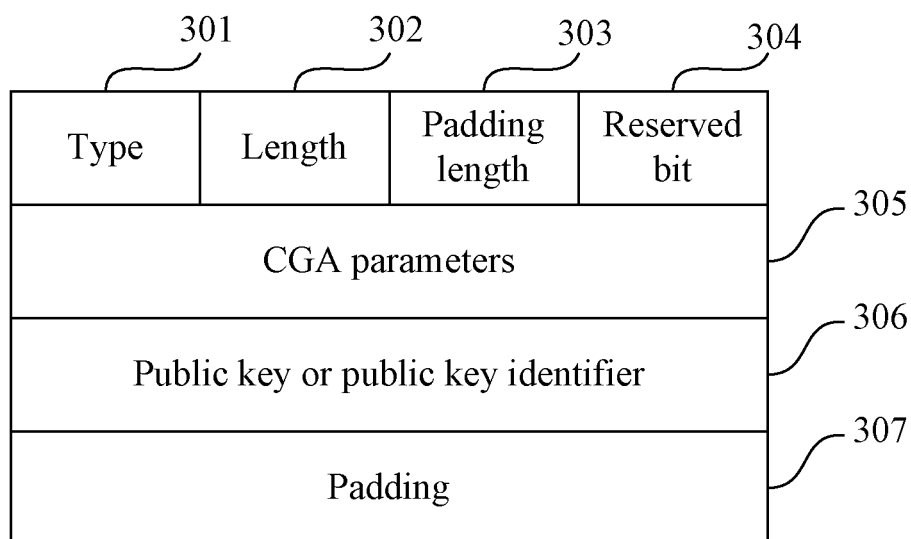 301
302
303
304
Type
Length
Padding
length
Reserved
bit
305
CGA parameters
306
Public key or public key identifier
307
Padding